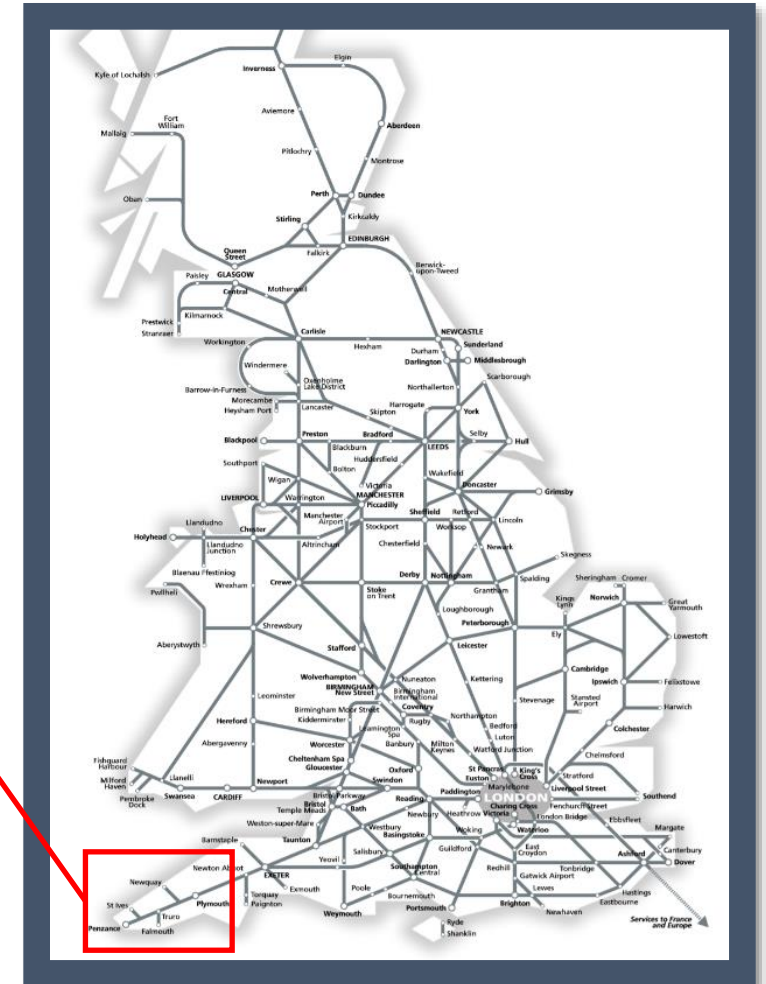 Elgin
Inverness
Kyle of Lochalsh
Aviemore
Fort
William
Aberdeen
Mallaig
Pitlochry
Montrose
Perth
Dundee
Oban
Kirkcaldy
Stirling
EDINBURGH
Queen
Street
Falkirk
Berwick-
upon-Tweed
Paisley
GLASGOW
Central
Motherwell
Prestwick
Kilmarnock
Stranraer
Carlisle
NEWCASTLE
Workington
Hexham
Sunderland
Durham
Darlington
Middlesbrough
Windermere
Scarborough
Oxenholme
Lake District
Barrow-in-Furness
Northallerton
Morecambe
Harrogate
Heysham Port
Lancaster
Skipton
York
Blackpool
Preston
Bradford
Selby
Hull
Blackburn
LEEDS
Huddersfield
Southport
Bolton
Wakefield
Wigan
Victoria
Doncaster
MANCHESTER
Piccadilly
Grimsby
LIVERPOOL
Warrington
Manchester
Airport
Sheffield
Retford
Llandudno
Chester
Stockport
Worksop
Lincoln
Holyhead
Llandudno
Junction
Altrincham
Chesterfield
Newark
Skegness
Blaenau Ffestiniog
Pwllheli
Wrexham
Crewe
Stoke
on Trent
Derby
Nottingham
Grantham
Spalding
Sheringham
Cromer
Kings
Lynn
Norwich
Great
Yarmouth
Loughborough
Peterborough
Aberystwyth
Shrewsbury
Ely
Lowestoft
Stafford
Leicester
Wolverhampton
Cambridge
BIRMINGHAM
New Street
Nuneaton
Kettering
Ipswich
Felixstowe
Birmingham
International
Leominster
Stevenage
Stansted
Airport
Birmingham Moor Street
Coventry
Harwich
Kidderminster
Rugby
Northampton
Hereford
Leamington
Spa
Bedford
Colchester
Worcester
Banbury
Milton
Keynes
Luton
Abergavenny
Watford Junction
Chelmsford
Cheltenham Spa
Gloucester
Oxford
St Pancras
King's
Cross
Fishguard
Harbour
Euston
Stratford
Milford
Haven
Llanelli
Newport
Swindon
Marylebone
Liverpool Street
Pembroke
Dock
Swansea
CARDIFF
Bristol Parkway
Paddington
LONDON
Southend
Bristol
Temple Meads
Bath
Reading
Charing Cross
Fenchurch Street
Newbury
Heathrow
Victoria
London Bridge
Ebbsfleet
Weston-super-Mare
Westbury
Basingstoke
Woking
Waterloo
Margate
Barnstaple
Taunton
Guildford
East
Croydon
Canterbury
Yeovil
Salisbury
Ashford
Dover
Newton Abbot
Southampton
Central
Redhill
Tonbridge
EXETER
Gatwick Airport
Newquay
Exmouth
Poole
Lewes
Hastings
Torquay
Paignton
Bournemouth
Eastbourne
St Ives
Plymouth
Weymouth
Portsmouth
Brighton
Newhaven
Truro
Ryde
Services to France
and Europe
Penzance
Falmouth
Shanklin